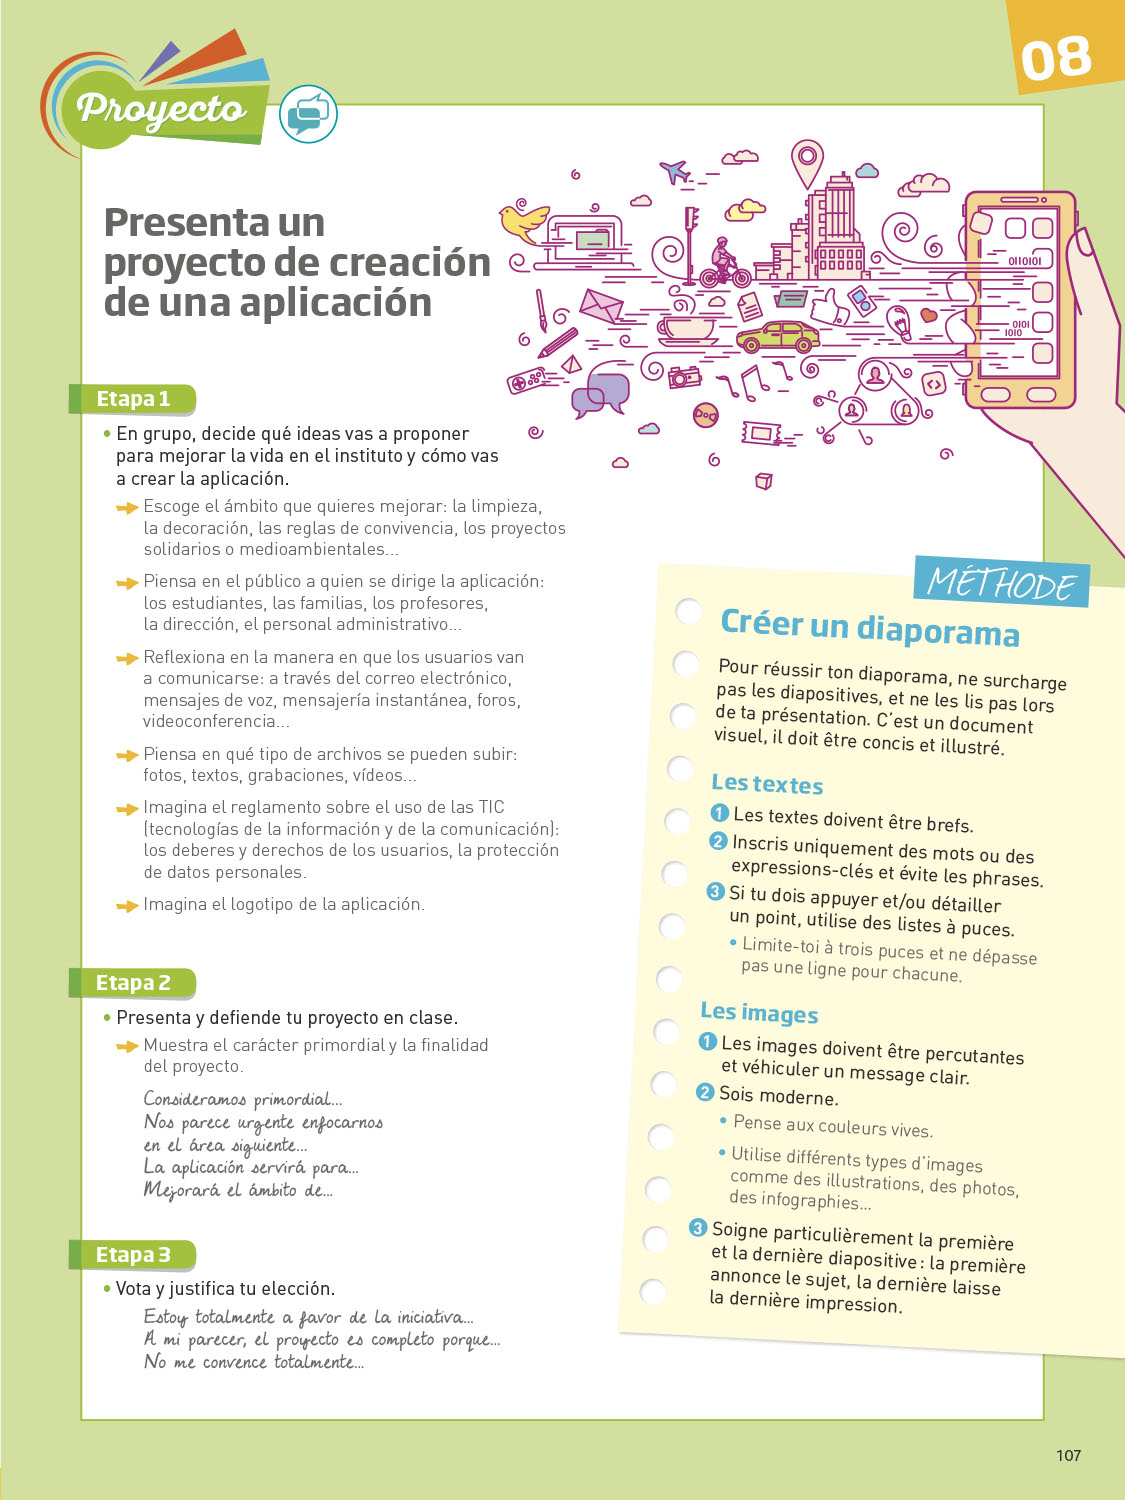 08
Proyecto
Presenta un
proyecto de creación
de una aplicación
0110101
0101
1010
Etapa 1
• En grupo, decide qué ideas vas a proponer
para mejorar la vida en el instituto y cómo vas
a crear la aplicación.
Escoge el ámbito que quieres mejorar: la limpieza,
la decoración, las reglas de convivencia, los proyectos
solidarios o medioambientales...
Piensa en el público a quien se dirige la aplicación:
los estudiantes, las familias, los profesores,
la dirección, el personal administrativo...
Reflexiona en la manera en que los usuarios van
a comunicarse: a través del correo electrónico,
mensajes de voz, mensajería instantánea, foros,
videoconferencia...
Piensa en qué tipo de archivos se pueden subir:
fotos, textos, grabaciones, vídeos...
Imagina el reglamento sobre el uso de las TIC
(tecnologías de la información y de la comunicación):
los deberes y derechos de los usuarios, la protección
de datos personales.
Imagina el logotipo de la aplicación.
Etapa 2
• Presenta y defiende tu proyecto en clase.
Muestra el carácter primordial y la finalidad
del proyecto.
Consideramos primordial...
Nos parece urgente enfocarnos
en el área siguiente...
La aplicación servirá para...
Mejorará el ámbito de...
Etapa 3
• Vota y justifica tu elección.
Estoy totalmente a favor de la iniciativa...
A mi parecer, el proyecto es completo porque...
No me convence totalmente...
MÉTHODE
Créer un diaporama
Pour réussir ton diaporama, ne surcharge
pas les diapositives, et ne les lis pas lors
de ta présentation. C'est un document
visuel, il doit être concis et illustré.
Les textes
1 Les textes doivent être brefs.
2 Inscris uniquement des mots ou des
expressions-clés et évite les phrases.
3 Si tu dois appuyer et/ou détailler
un point, utilise des listes à puces.
• Limite-toi à trois puces et ne dépasse
pas une ligne pour chacune.
Les images
1 Les images doivent être percutantes
et véhiculer un message clair.
2 Sois moderne.
• Pense aux couleurs vives.
• Utilise différents types d'images
comme des illustrations, des photos,
des infographies...
3 Soigne particulièrement la première
et la dernière diapositive : la première
annonce le sujet, la dernière laisse
la dernière impression.
107